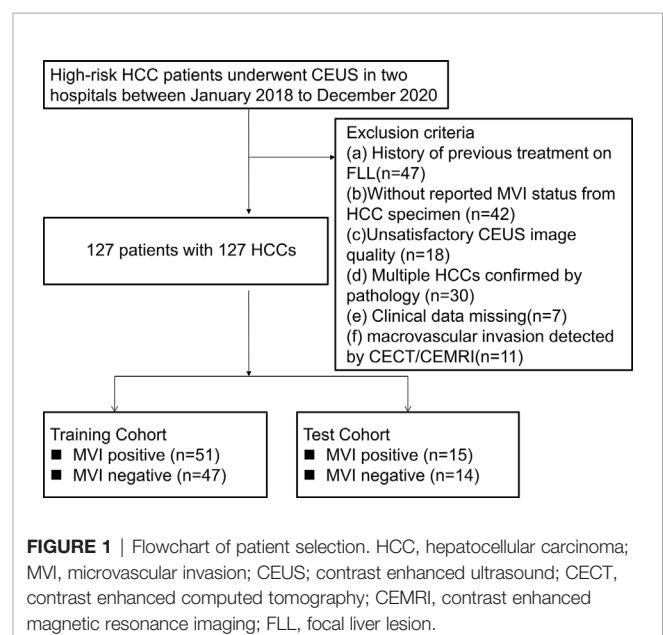 High-risk HCC patients underwent CEUS in two
hospitals between January 2018 to December 2020
Exclusion criteria
(a) History of previous treatment on
FLL(n=47)
(b)Without reported MVI status from
HCC specimen (n=42)
(c)Unsatisfactory CEUS image
quality (n=18)
(d) Multiple HCCs confirmed by
pathology (n=30)
(e) Clinical data missing(n=7)
(f) macrovascular invasion detected
by CECT/CEMRI(n=11)
127 patients with 127 HCCs
Training Cohort
■ MVI positive (n=51)
■ MVI negative (n=47)
Test Cohort
■ MVI positive (n=15)
■ MVI negative (n=14)
FIGURE 1 | Flowchart of patient selection. HCC, hepatocellular carcinoma;
MVI, microvascular invasion; CEUS; contrast enhanced ultrasound; CECT,
contrast enhanced computed tomography; CEMRI, contrast enhanced
magnetic resonance imaging; FLL, focal liver lesion.